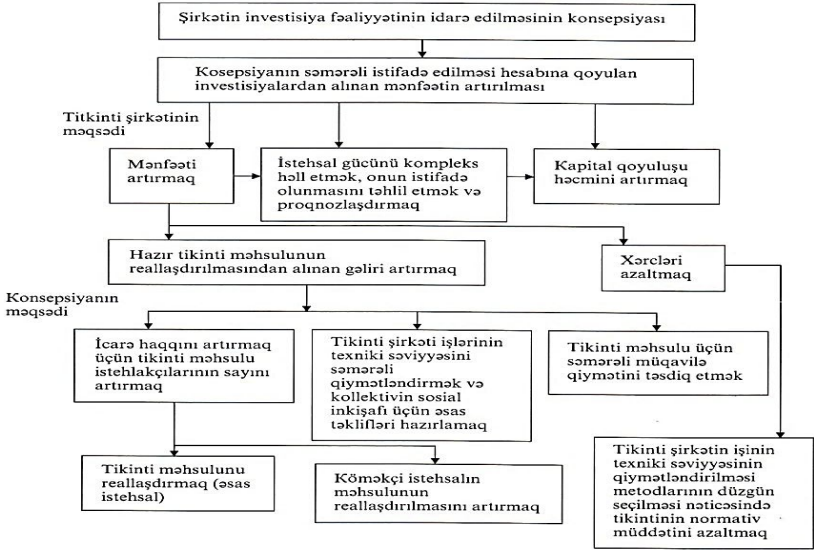 Şirkətin investisiya fəaliyyətinin idarə edilməsinin konsepsiyası
Kosepsiyanın səmərəli istifadə edilməsi hesabına qoyulan
investisiyalardan alınan mənfəətin artırılması
Titkinti şirkətinin
məqsədi
Mənfəəti
artırmaq
İstehsal gücünü kompleks
həll etmək, onun istifadə
olunmasını təhlil etmək və
proqnozlaşdırmaq
Kapital qoyuluşu
həcmini artırmaq
Hazır tikinti məhsulunun
reallaşdırılmasından alınan gəliri artırmaq
Xərcləri
azaltmaq
Konsepsiyanın
məqsədi
İcarə haqqını artırmaq
üçün tikinti məhsulu
istehlakçılarının sayını
artırmaq
Tikinti şirkəti işlərinin
texniki səviyyəsini
səmərəli
qiymətləndirmək və
kollektivin sosial
inkişafı üçün əsas
təklifləri hazırlamaq
Tikinti məhsulu üçün
səmərəli müqavilə
qiymətini təsdiq etmək
Tikinti məhsulunu
reallaşdırmaq (əsas
istehsal)
Köməkçi istehsalın
məhsulunun
reallaşdırılmasını artırmaq
Tikinti şirkətin işinin
texniki səviyyəsinin
qiymətləndirilməsi
metodlarının düzgün
seçilməsi nəticəsində
tikintinin normativ
müddətini azaltmaq